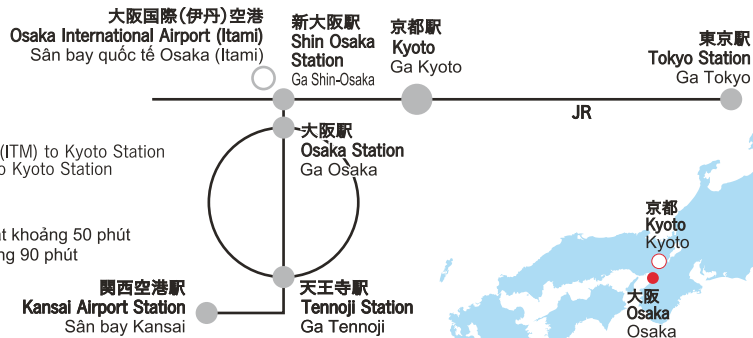 大阪国際(伊丹)空港
Osaka International Airport (Itami)
Sân bay quốc tế Osaka (Itami)
新大阪駅
Shin Osaka
Station
Ga Shin-Osaka
京都駅
Kyoto
Ga Kyoto
東京駅
Tokyo Station
Ga Tokyo
JR
大阪駅
Osaka Station
Ga Osaka
(ITM) to Kyoto Station
to Kyoto Station
khoảng 50 phút
90 phút
関西空港駅
Kansai Airport Station
Sân bay Kansai
天王寺駅
Tennoji Station
Ga Tennoji
京都
Kyoto
Kyoto
大阪
Osaka
Osaka